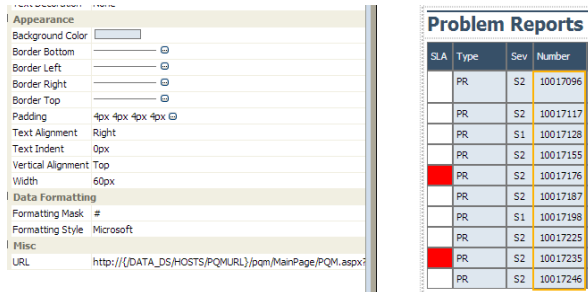 Text Decoration None
Appearance
Background Color
Border Bottom
Border Left
Border Right
Border Top
Padding 4px 4px 4px 4px
Text Alignment Right
Text Indent 0px
Vertical Alignment Top
Width 60px
Data Formatting
Formatting Mask #
Formatting Style Microsoft
Misc
URL http://{/DATA_DS/HOSTS/PQMURL}/pqm/MainPage/PQM.aspx?
Problem Reports
SLA Type Sev Number
PR S2 10017096
PR S2 10017117
PR S1 10017128
PR S2 10017155
PR S2 10017176
PR S2 10017187
PR S1 10017198
PR S2 10017225
PR S2 10017235
PR S2 10017246